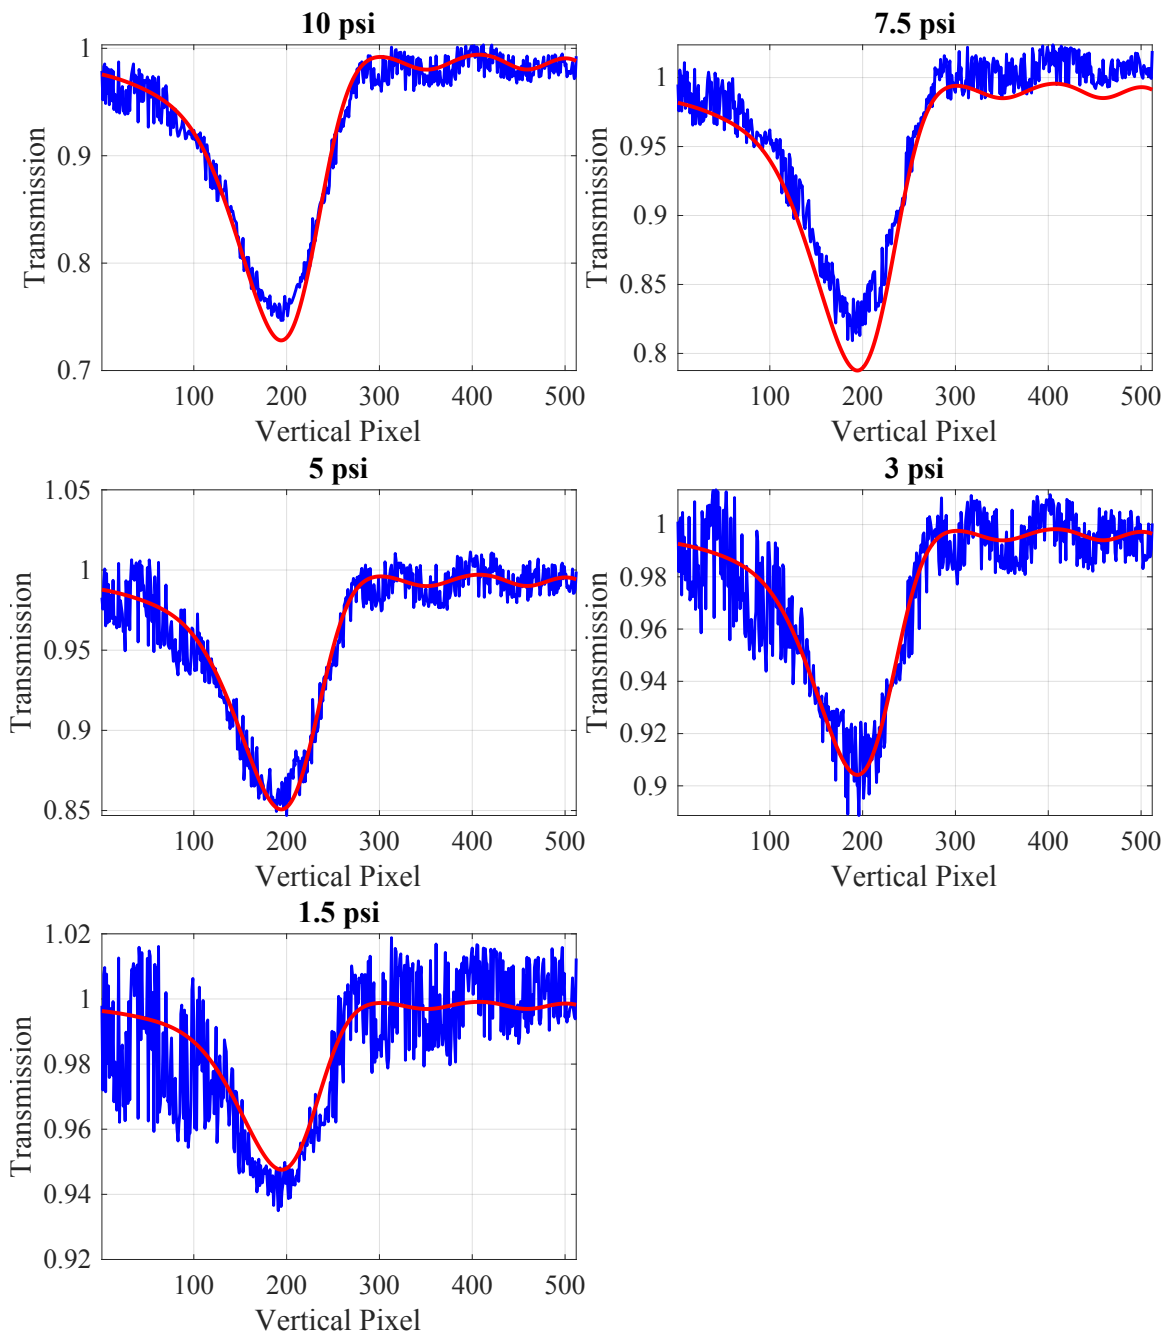 10 psi
1
0.9
0.8
0.7
Transmission
100 200 300 400 500
Vertical Pixel
7.5 psi
1
0.95
0.9
0.85
0.8
Transmission
100 200 300 400 500
Vertical Pixel
5 psi
1.05
1
0.95
0.9
0.85
Transmission
100 200 300 400 500
Vertical Pixel
3 psi
1
0.98
0.96
0.94
0.92
0.9
Transmission
100 200 300 400 500
Vertical Pixel
1.5 psi
1.02
1
0.98
0.96
0.94
0.92
Transmission
100 200 300 400 500
Vertical Pixel